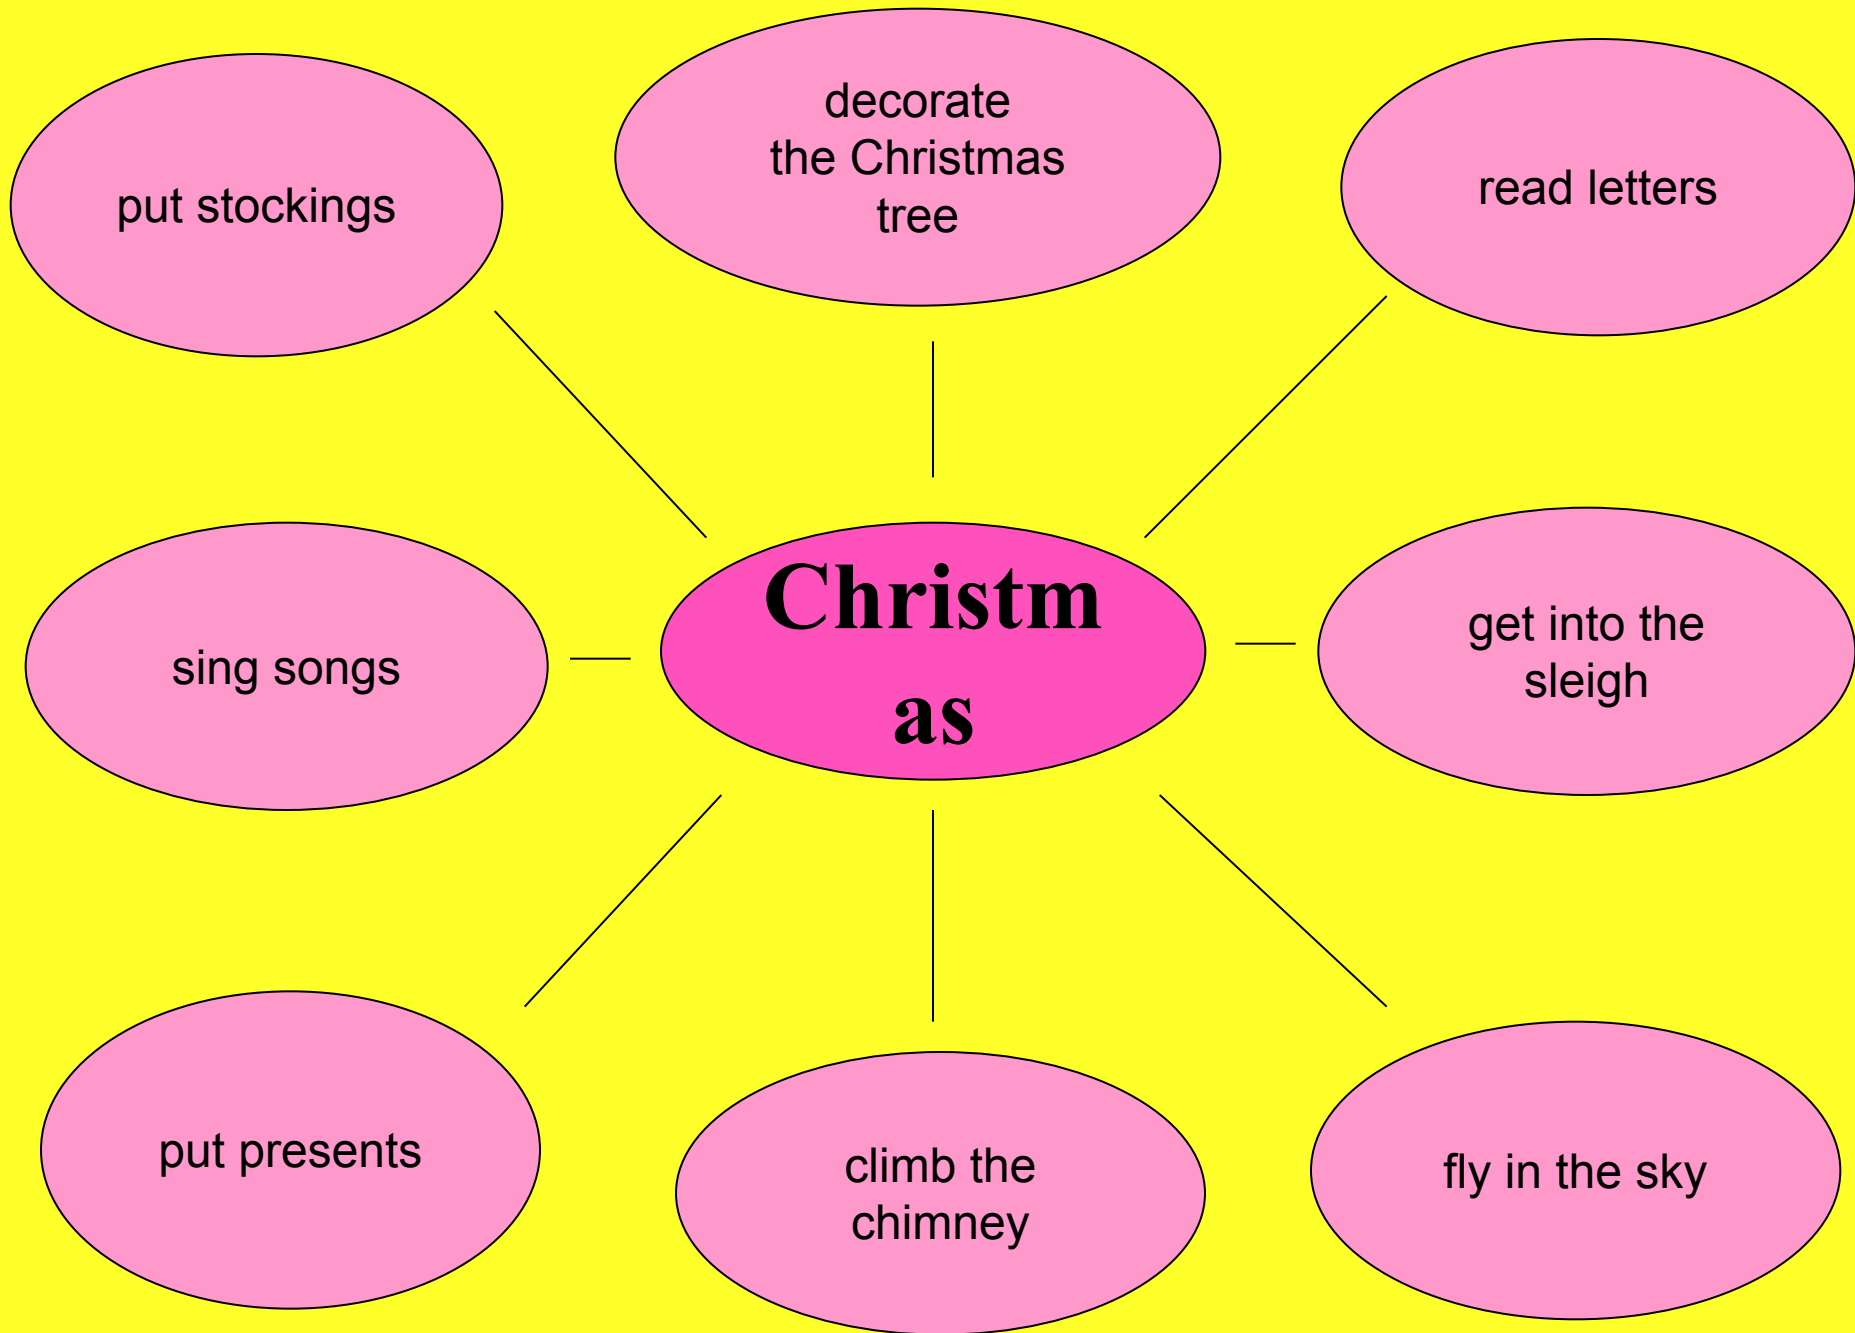 decorate
the Christmas
tree
read letters
put stockings
Christm
as
get into the
sleigh
sing songs
put presents
climb the
chimney
fly in the sky